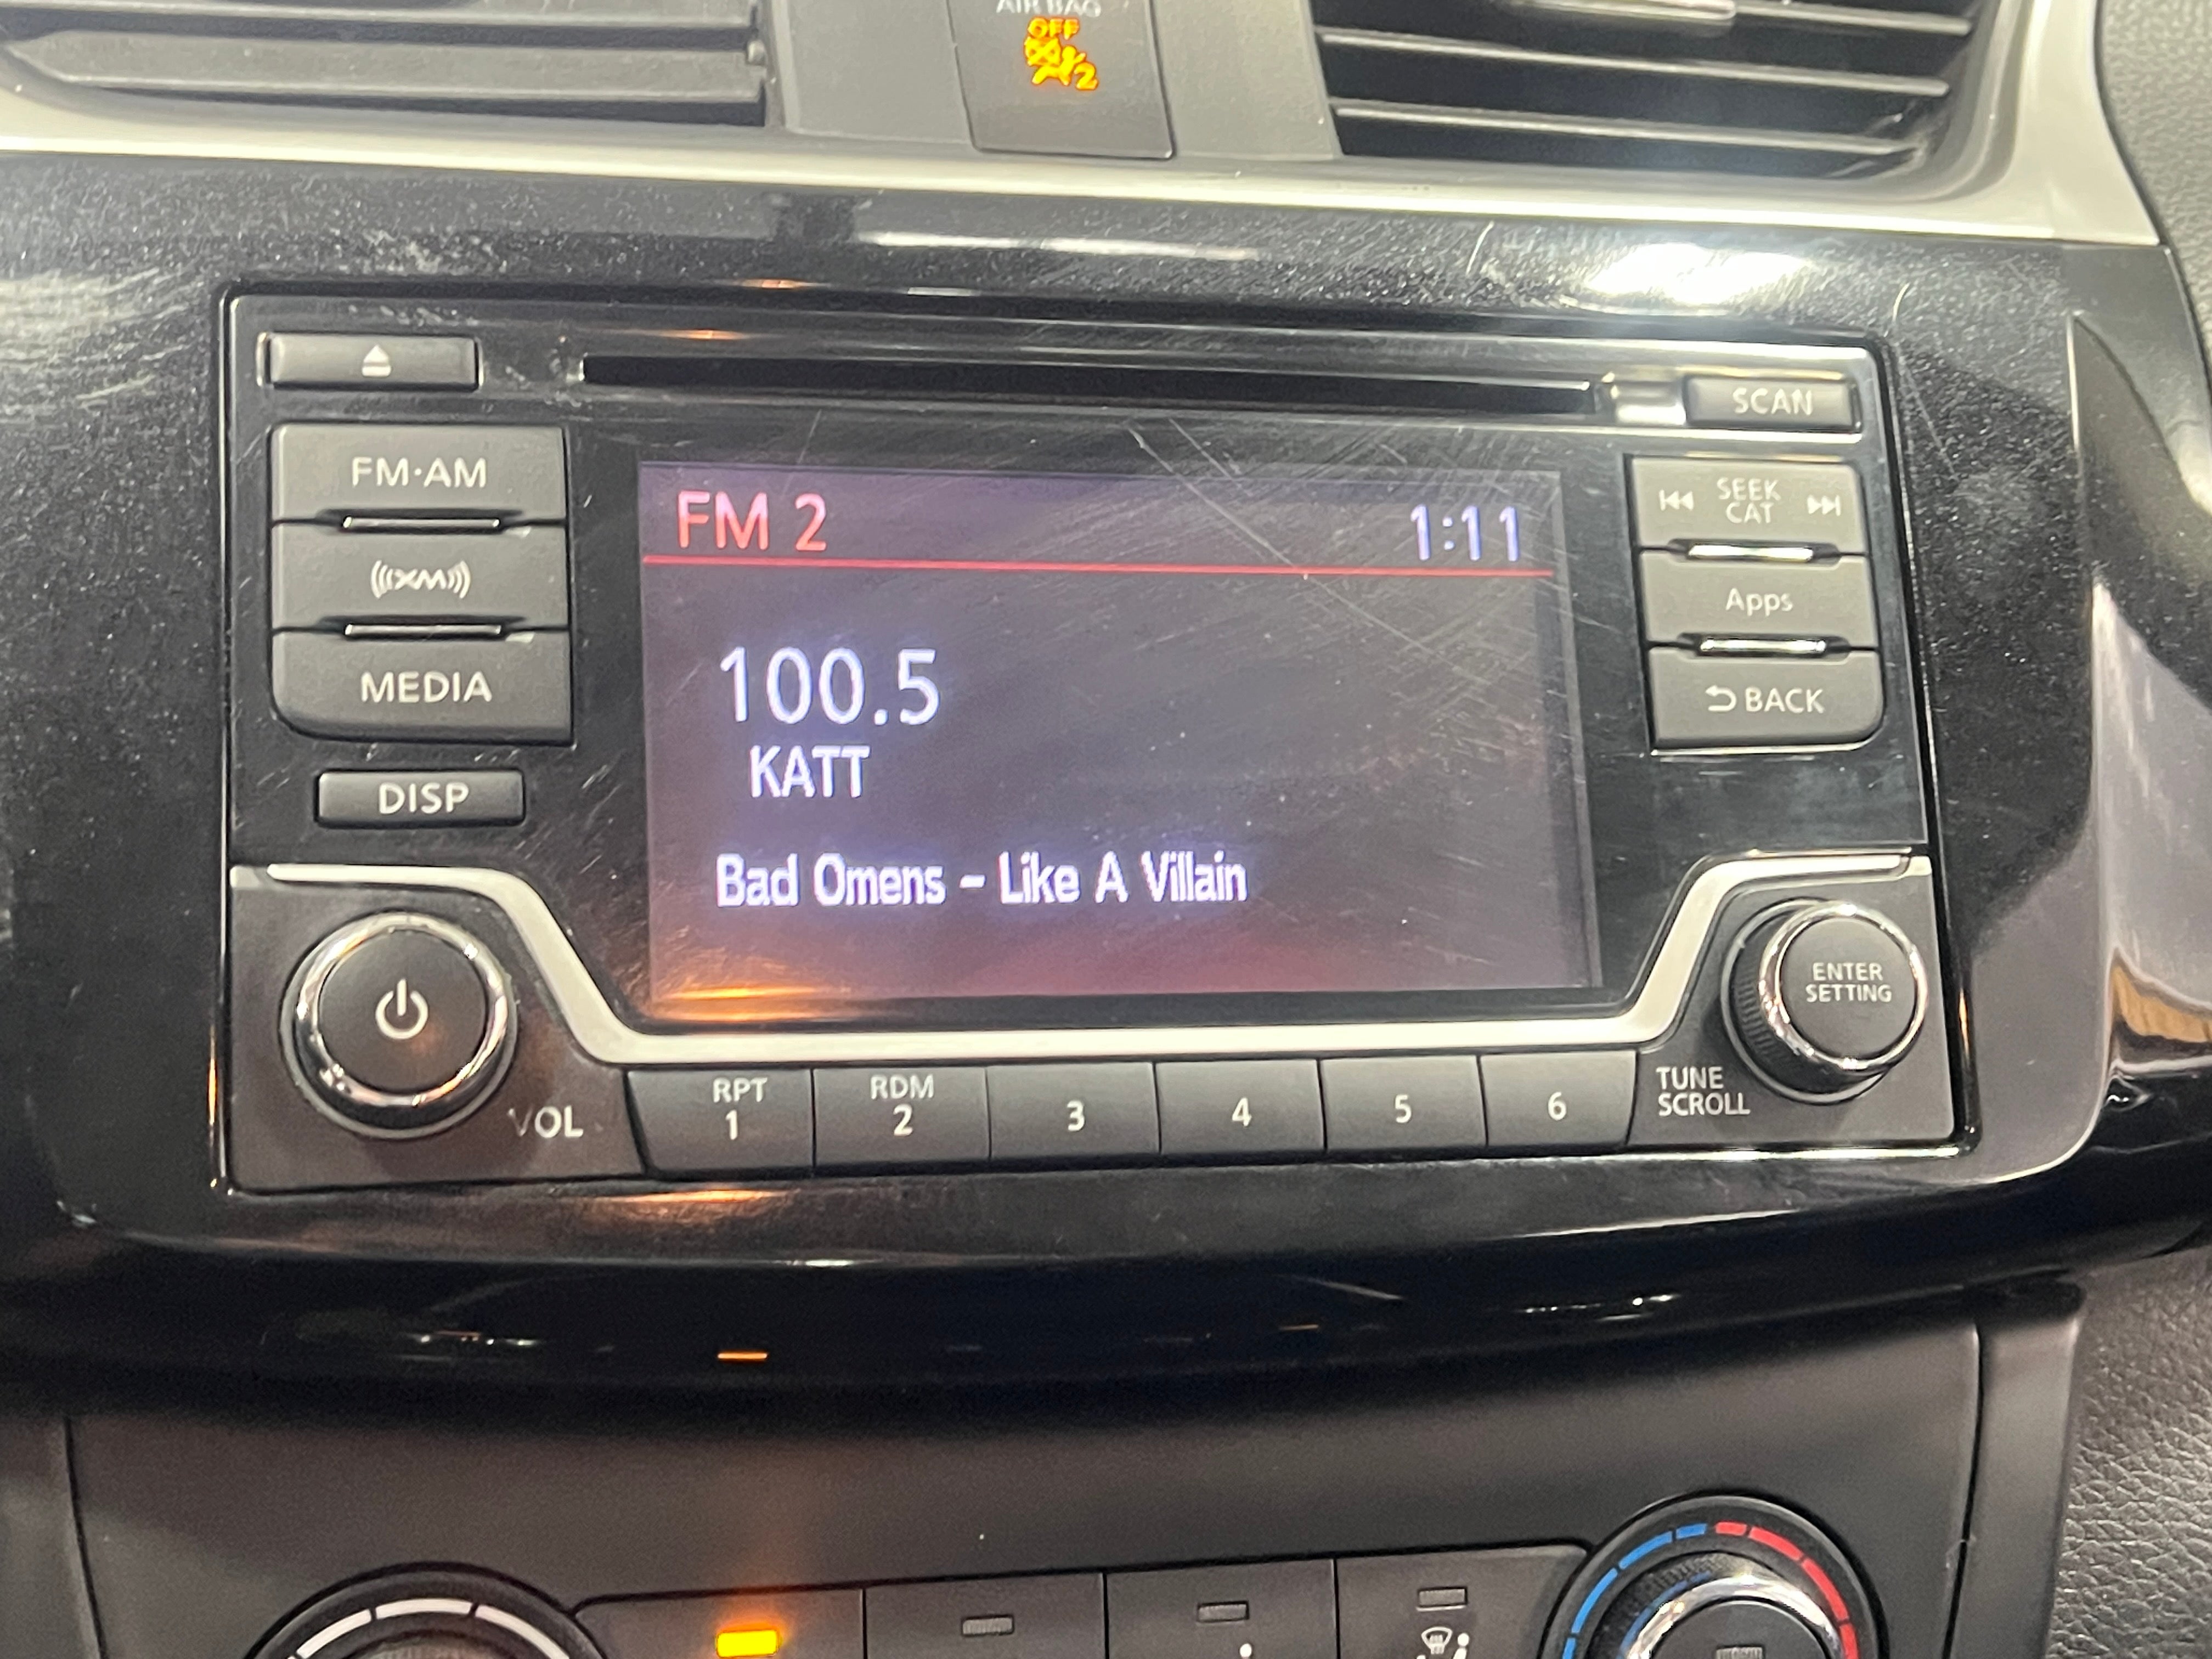 AIR BAG
OFF
2
SCAN
FM·AM
SEEK
CAT
FM 2
1:11
XM
Apps
100.5
MEDIA
BACK
KATT
DISP
Bad Omens - Like A Villain
ENTER
SETTING
VOL
RPT
1
RDM
2
3
4
5
6
TUNE
SCROLL